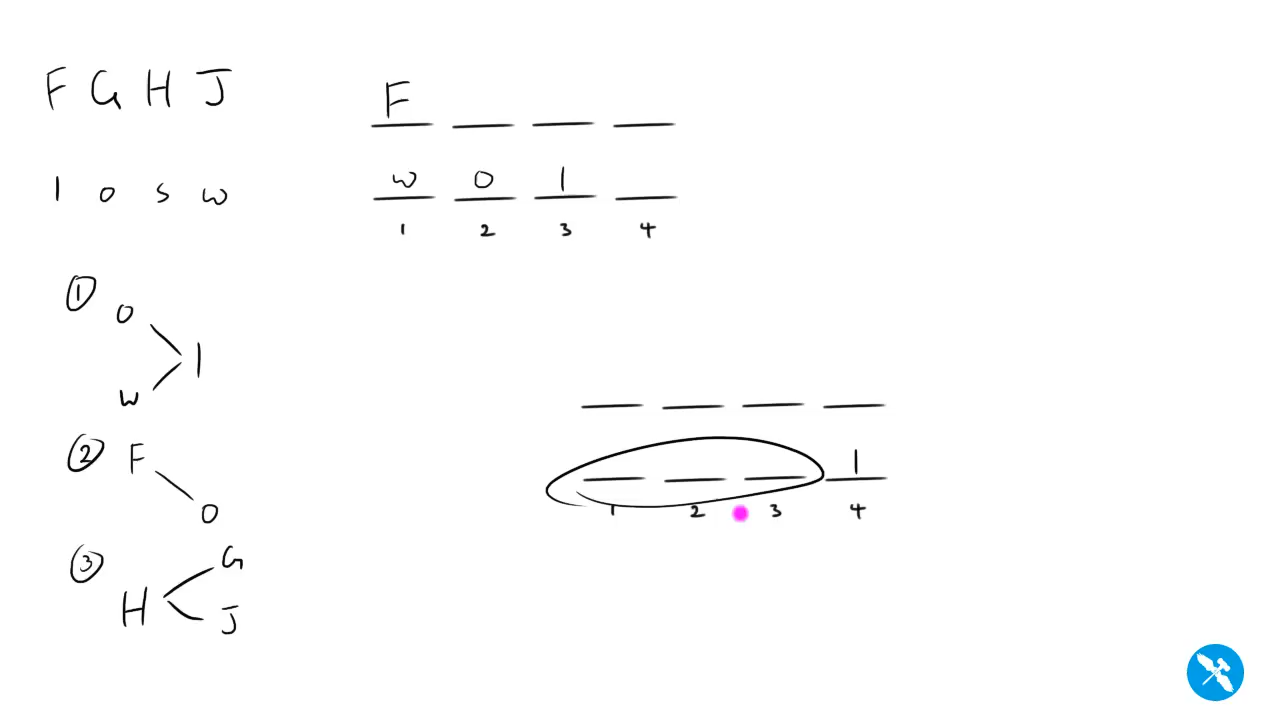 F G H J
F
l o s w
w o l
1 2 3 4
① o
l
w
② F
o
l
1 2 3 4
③ G
H
J